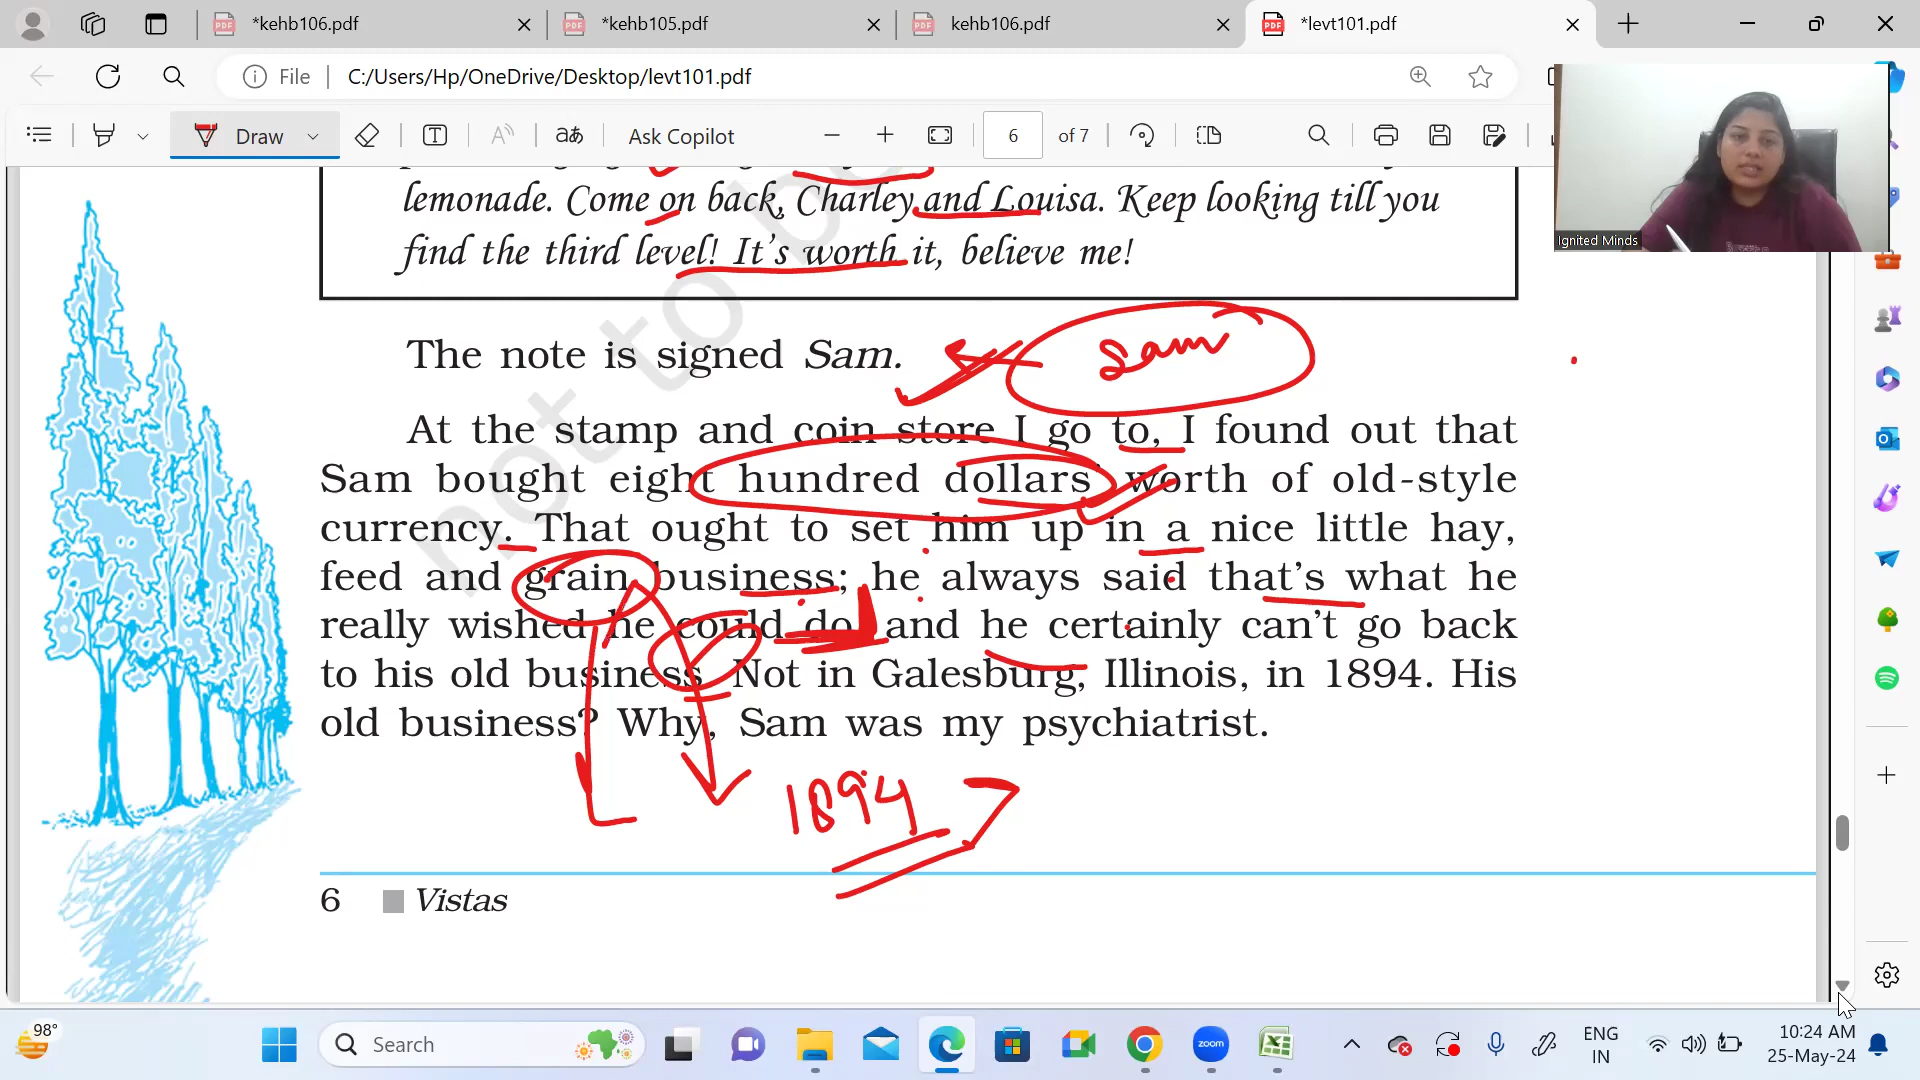 *kehb106.pdf
*kehb105.pdf
kehb106.pdf
*levt101.pdf
File
C:/Users/Hp/OneDrive/Desktop/levt101.pdf
Draw
Ask Copilot
6
of 7
Ignited Minds
lemonade. Come on back, Charley and Louisa. Keep looking till you
find the third level! It's worth it, believe me!
The note is signed Sam.
Sam
At the stamp and coin store I go to, I found out that
Sam bought eight hundred dollars' worth of old-style
currency. That ought to set him up in a nice little hay,
feed and grain business; he always said that's what he
really wished he could do, and he certainly can't go back
to his old business. Not in Galesburg, Illinois, in 1894. His
old business? Why, Sam was my psychiatrist.
1894
6 Vistas
not to be
98°
Search
zoom
ENG
IN
10:24 AM
25-May-24